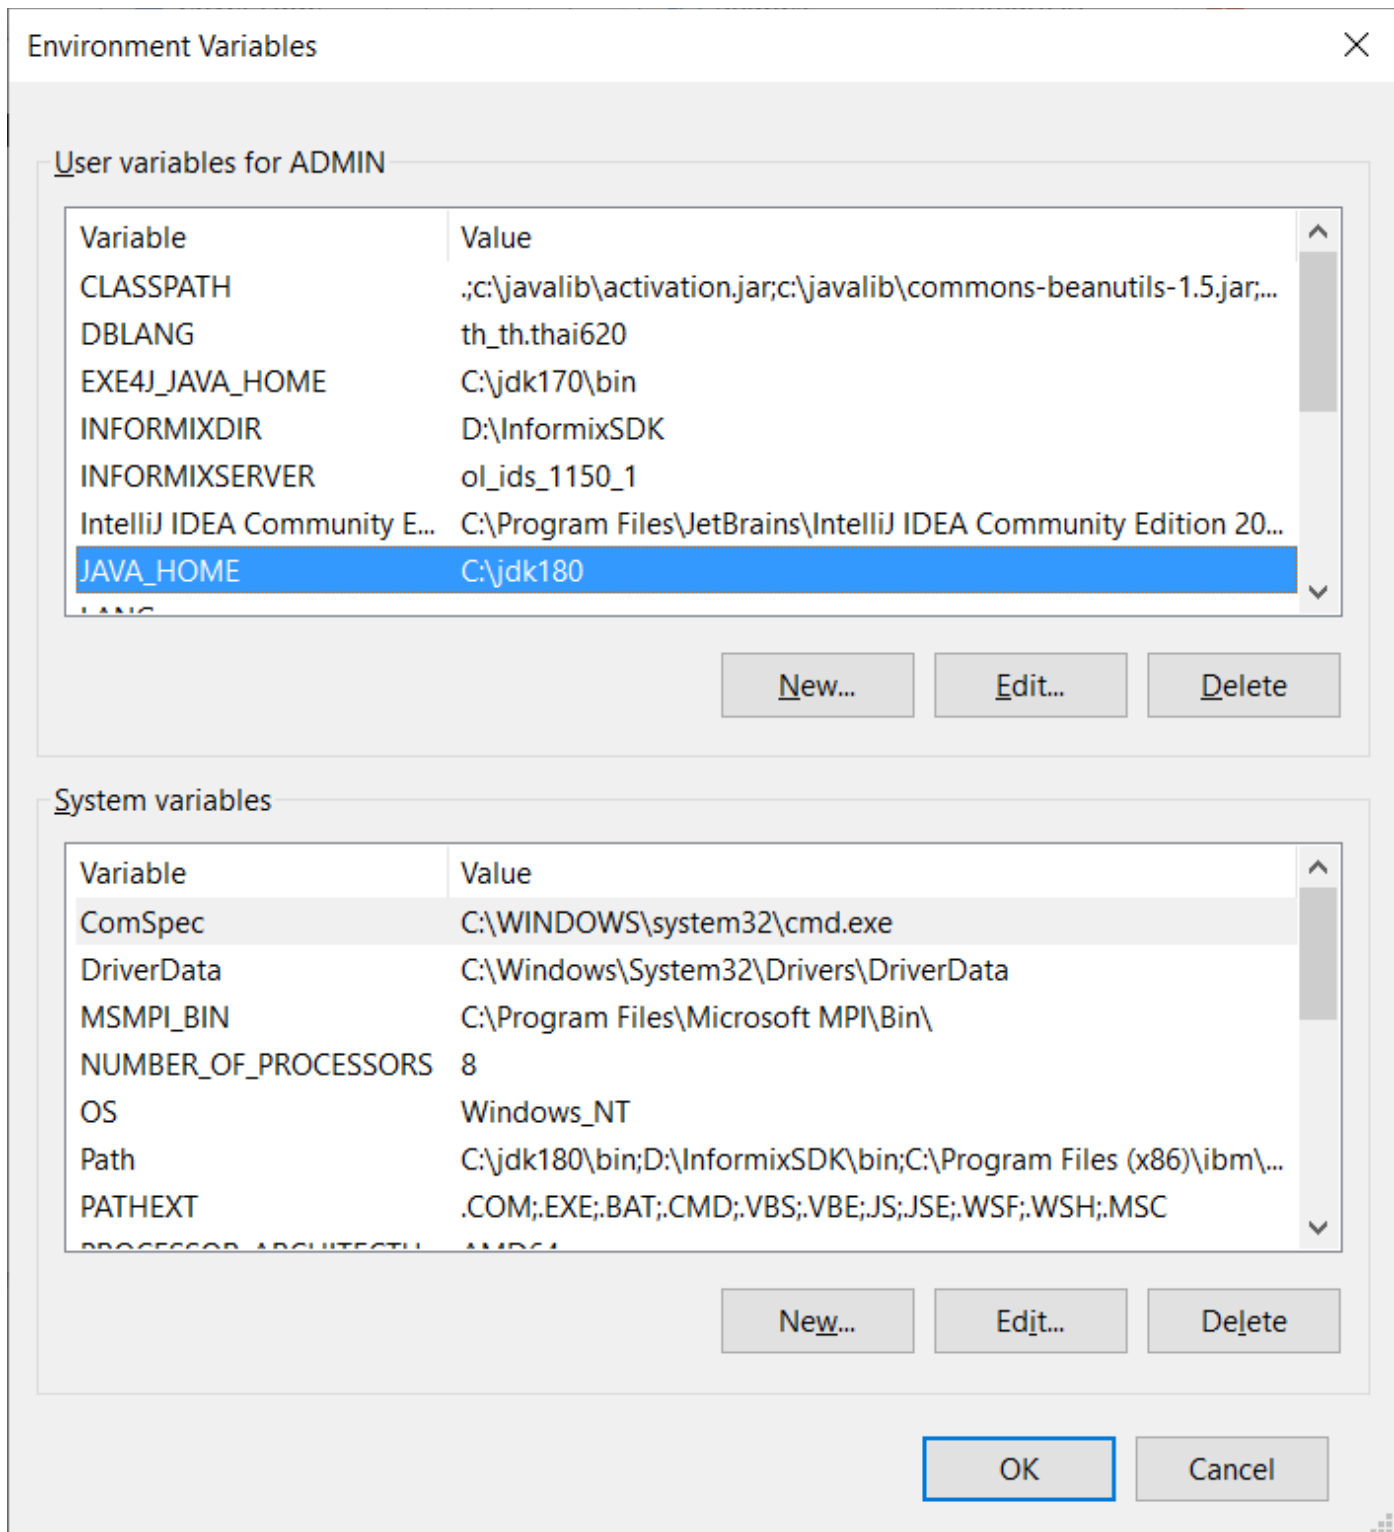 Environment Variables
User variables for ADMIN
Variable Value
CLASSPATH .;c:\javalib\activation.jar;c:\javalib\commons-beanutils-1.5.jar;...
DBLANG th_th.thai620
EXE4J_JAVA_HOME C:\jdk170\bin
INFORMIXDIR D:\InformixSDK
INFORMIXSERVER ol_ids_1150_1
IntelliJ IDEA Community E... C:\Program Files\JetBrains\IntelliJ IDEA Community Edition 20...
JAVA_HOME C:\jdk180
New... Edit... Delete
System variables
Variable Value
ComSpec C:\WINDOWS\system32\cmd.exe
DriverData C:\Windows\System32\Drivers\DriverData
MSMPI_BIN C:\Program Files\Microsoft MPI\Bin\
NUMBER_OF_PROCESSORS 8
OS Windows_NT
Path C:\jdk180\bin;D:\InformixSDK\bin;C:\Program Files (x86)\ibm\...
PATHEXT .COM;.EXE;.BAT;.CMD;.VBS;.VBE;.JS;.JSE;.WSF;.WSH;.MSC
New... Edit... Delete
OK Cancel